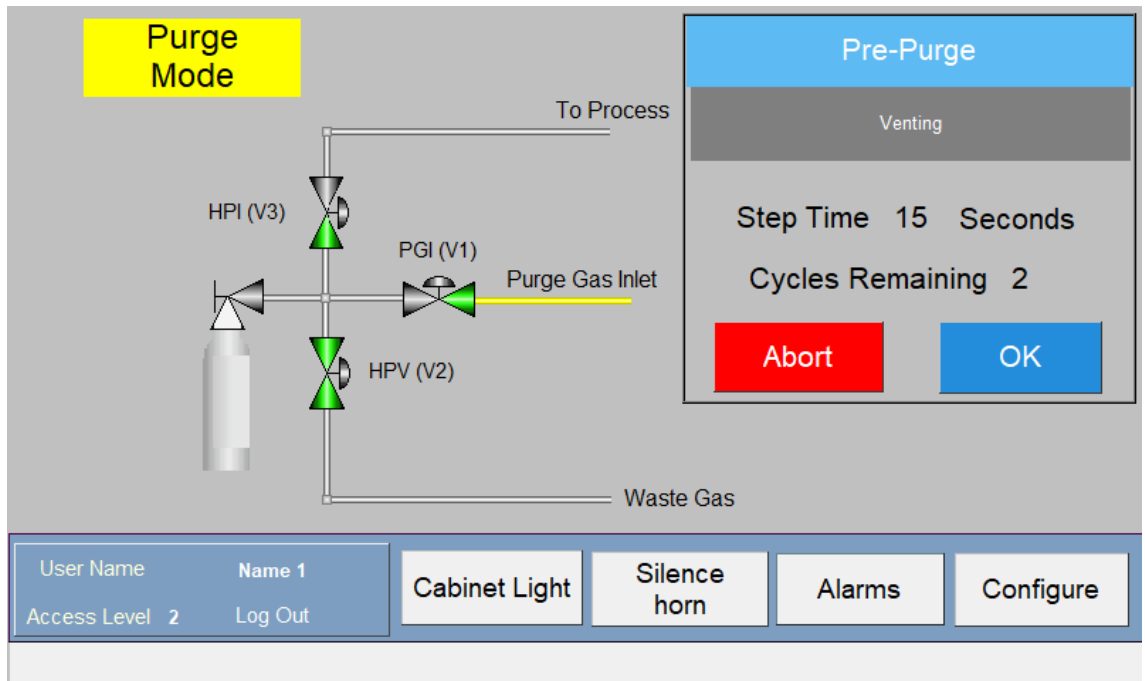 Purge
Mode
Pre-Purge
Venting
To Process
HPI (V3)
PGI (V1)
Purge Gas Inlet
HPV (V2)
Waste Gas
Step Time 15 Seconds
Cycles Remaining 2
Abort
OK
User Name Name 1
Access Level 2 Log Out
Cabinet Light
Silence
horn
Alarms
Configure